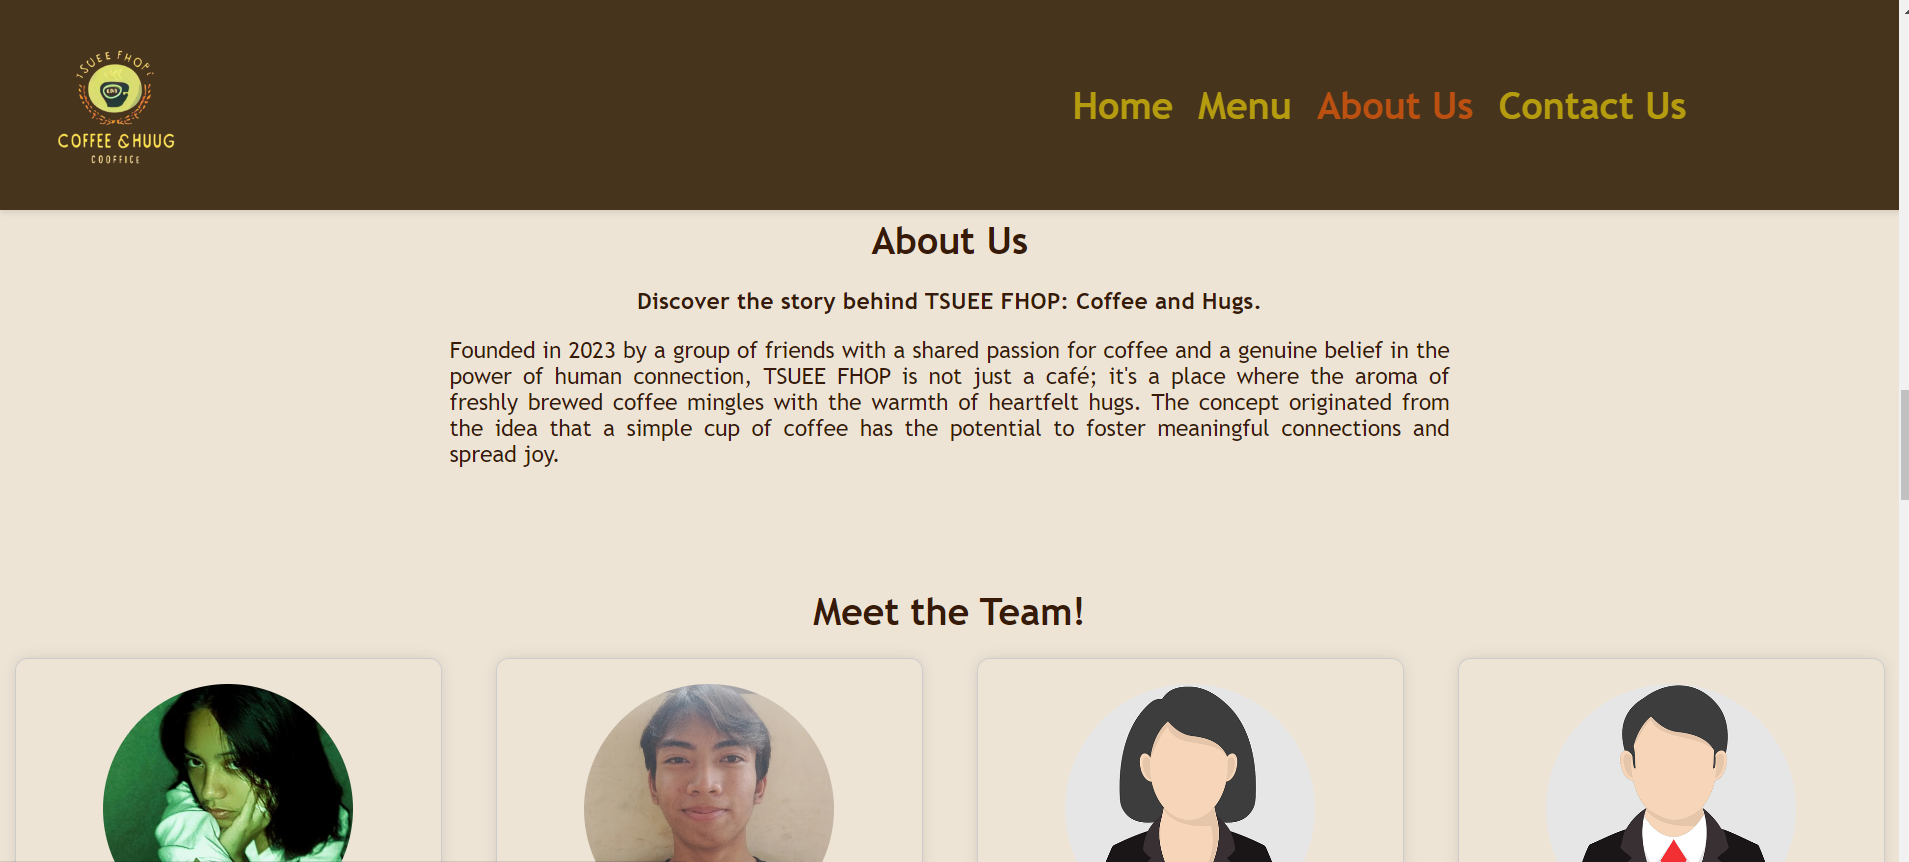 TSUEE FHOP
COFFEE & HUUG
COOFFICE
Home Menu About Us Contact Us
About Us
Discover the story behind TSUEE FHOP: Coffee and Hugs.
Founded in 2023 by a group of friends with a shared passion for coffee and a genuine belief in the
power of human connection, TSUEE FHOP is not just a café; it's a place where the aroma of
freshly brewed coffee mingles with the warmth of heartfelt hugs. The concept originated from
the idea that a simple cup of coffee has the potential to foster meaningful connections and
spread joy.
Meet the Team!